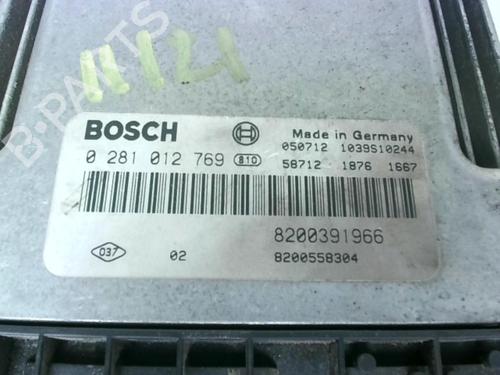 B-PARTS
11121
BOSCH
Made in Germany
050712 1039S10244
0 281 012 769 810
58712 1876 1667
8200391966
037 02 8200558304